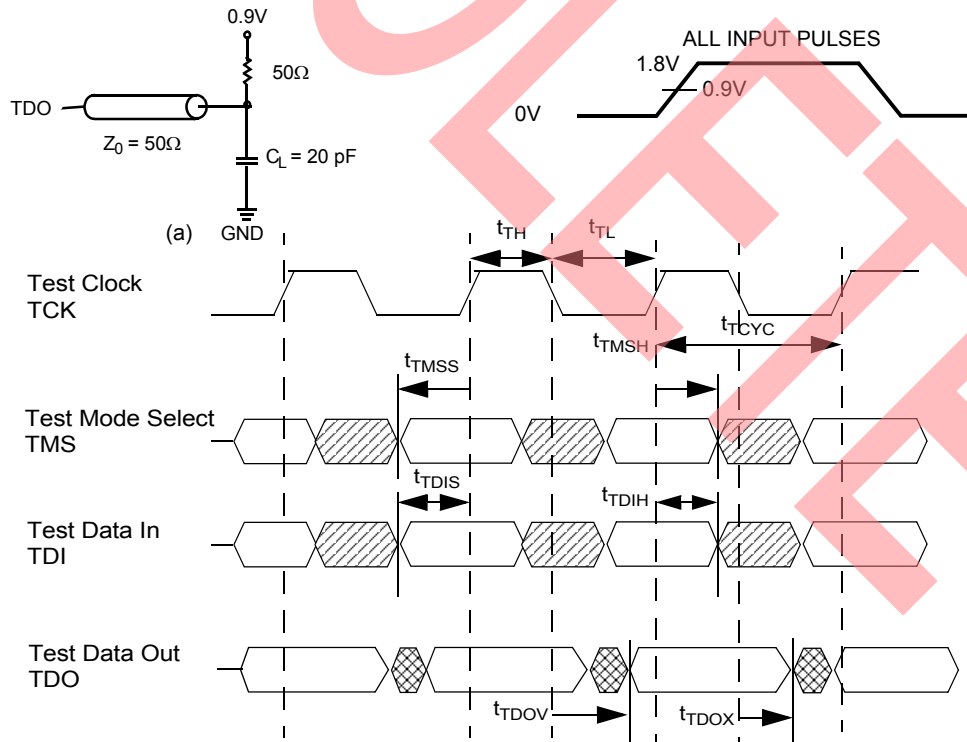 0.9V
50Ω
TDO
Z0 = 50Ω
CL = 20 pF
(a)
GND
ALL INPUT PULSES
1.8V
0.9V
0V
tTH
tTL
Test Clock
TCK
tTMSH
tTCYC
tTMSS
Test Mode Select
TMS
tTDIS
tTDIH
Test Data In
TDI
Test Data Out
TDO
tTDOV
tTDOX